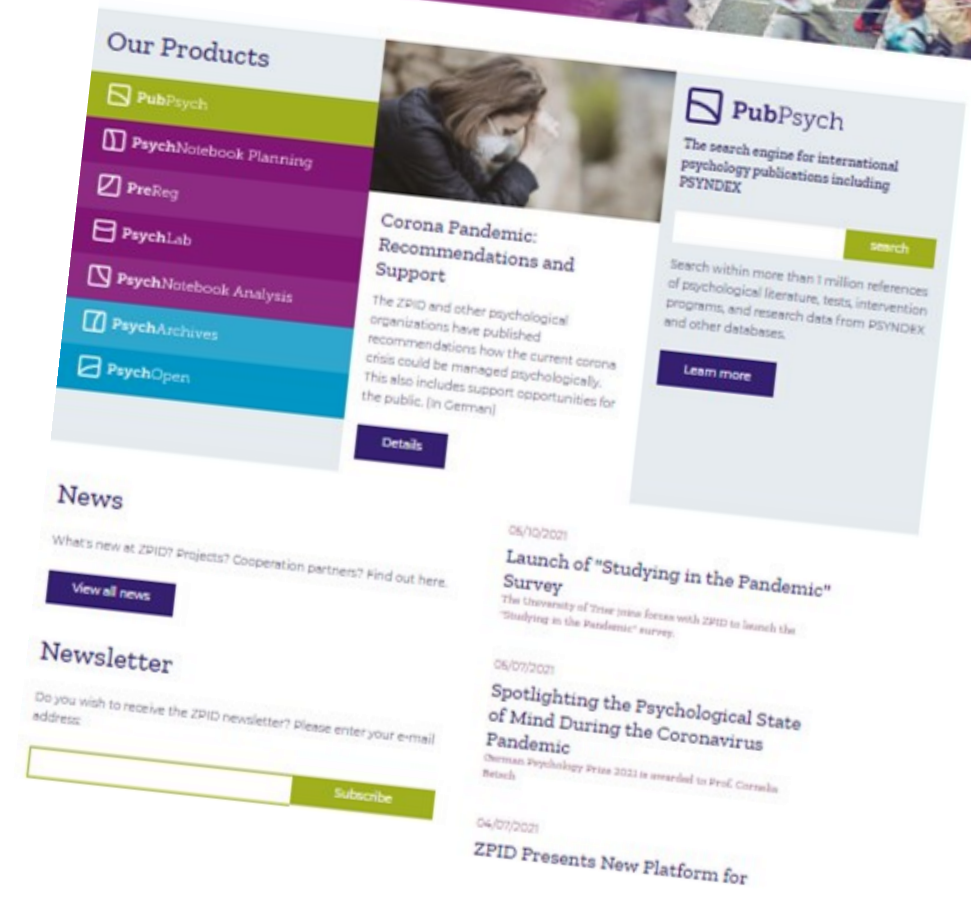 Our Products
PubPsych
PsychNotebook Planning
PreReg
PsychLab
PsychNotebook Analysis
PsychArchives
PsychOpen
Corona Pandemic:
Recommendations and
Support
The ZPID and other psychological
organizations have published
recommendations how the current corona
crisis could be managed psychologically.
This also includes support opportunities for
the public. (In German)
Details
PubPsych
The search engine for international
psychology publications including
PSYNDEX
search
Search within more than 1 million references
of psychological literature, tests, intervention
programs, and research data from PSYNDEX
and other databases.
Learn more
News
What's new at ZPID? Projects? Cooperation partners? Find out here.
View all news
Newsletter
Do you wish to receive the ZPID newsletter? Please enter your e-mail
address:
Subscribe
06/10/2021
Launch of "Studying in the Pandemic"
Survey
The University of Trier joins forces with ZPID to launch the
"Studying in the Pandemic" survey.
05/07/2021
Spotlighting the Psychological State
of Mind During the Coronavirus
Pandemic
German Psychology Prize 2021 is awarded to Prof. Cornelia
Betsch
04/07/2021
ZPID Presents New Platform for